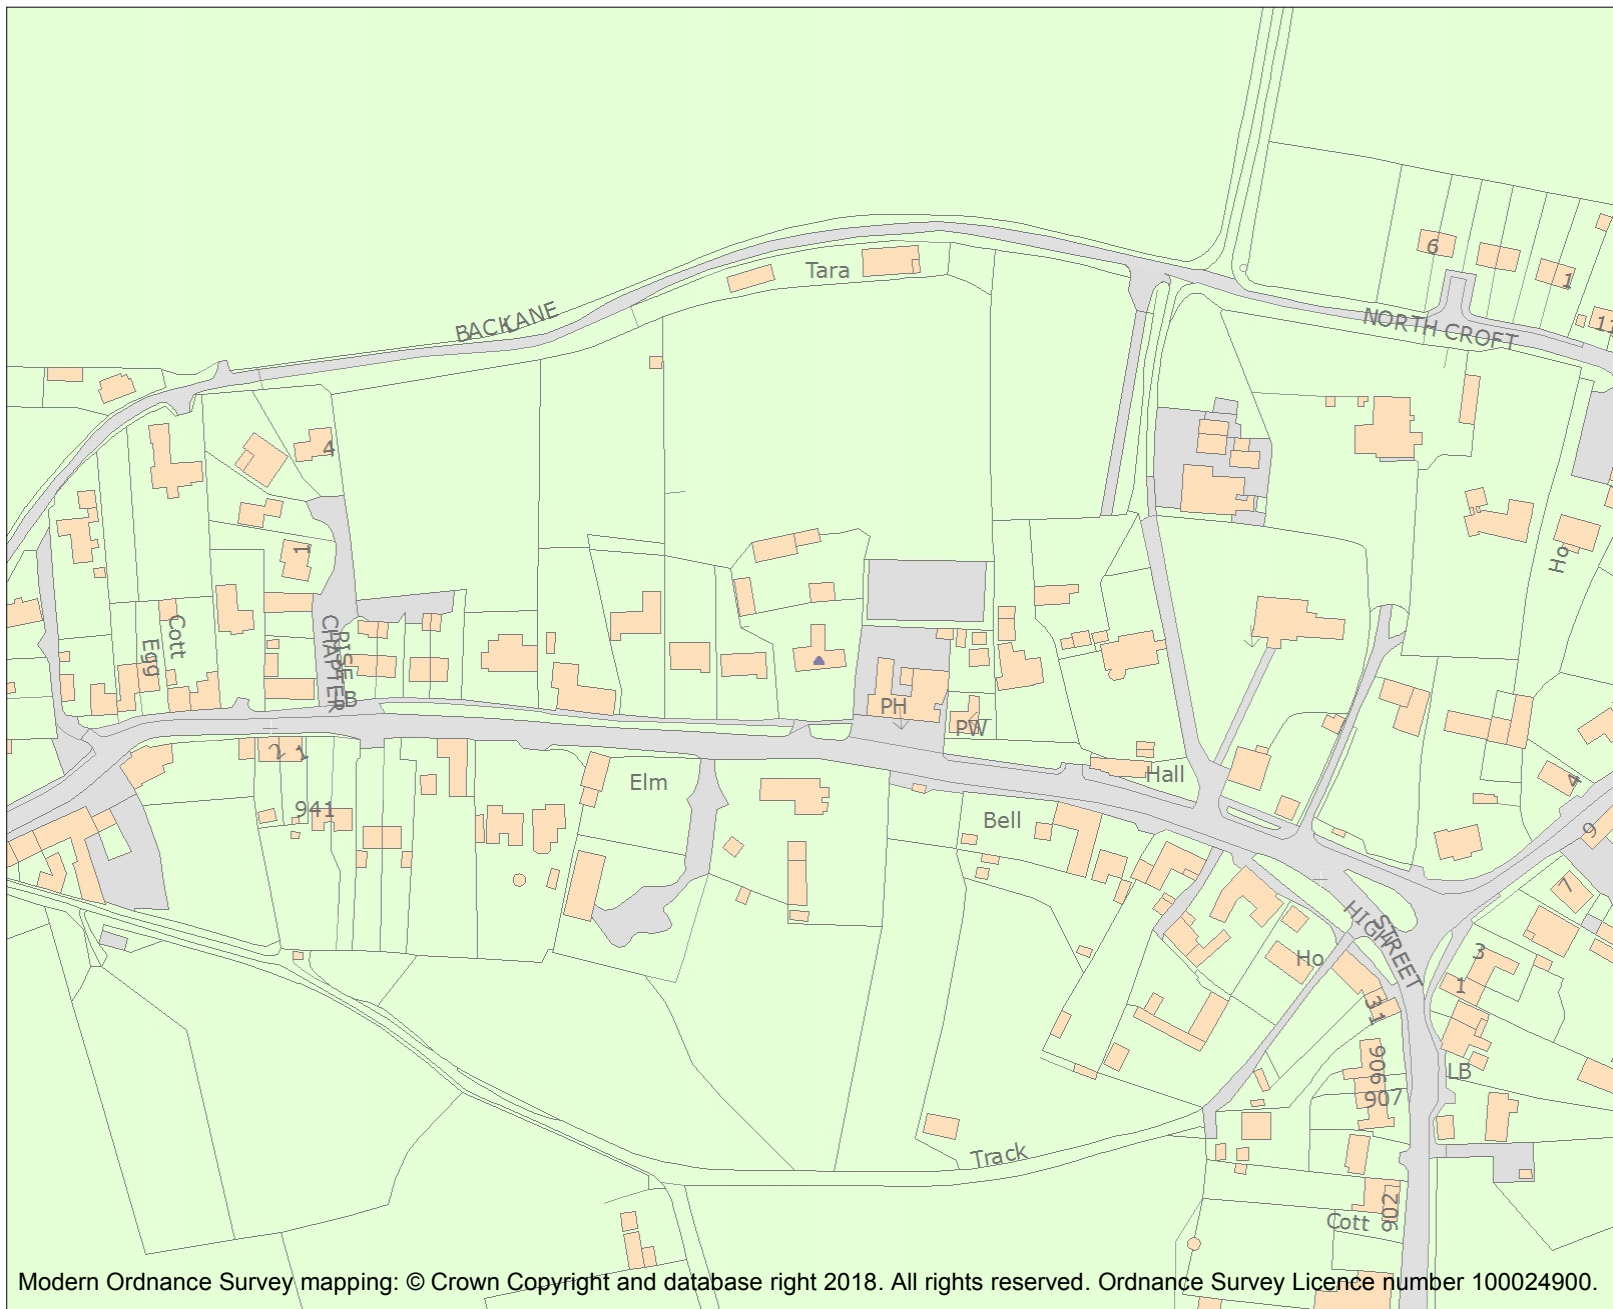 6
1
11
NORTH CROFT
Tara
BACK LANE
4
1
Ho
Cott
Egg
CHAPTER
RISE
LB
PH
PW
2
1
Elm
Hall
941
Bell
4
9
7
HIGH
STREET
Ho
3
1
31
906
LB
907
Track
902
Cott
Modern Ordnance Survey mapping: © Crown Copyright and database right 2018. All rights reserved. Ordnance Survey Licence number 100024900.